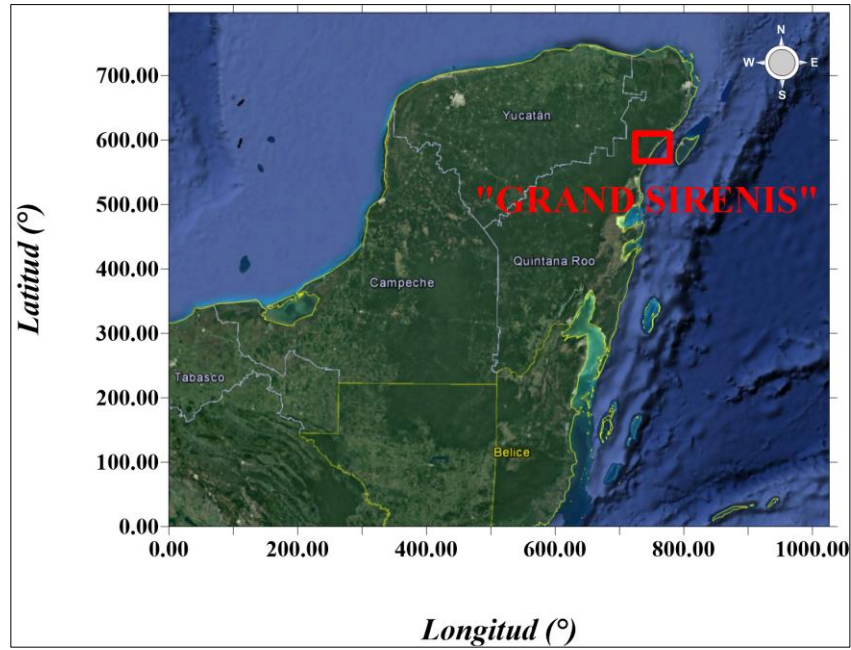 N
W E
S
700.00
Yucatán
600.00
"GRAND SIRENIS"
500.00
Quintana Roo
400.00
Campeche
300.00
Tabasco
200.00
Belice
100.00
0.00
0.00 200.00 400.00 600.00 800.00 1000.00
Latitud (°)
Longitud (°)